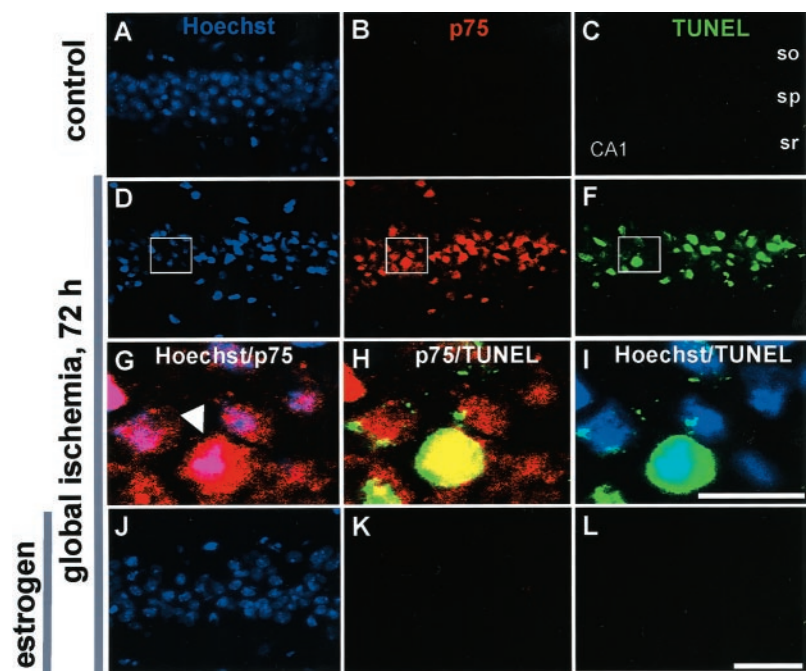 A Hoechst
B p75
C TUNEL
so
sp
sr
CA1
control
D
E
F
global ischemia, 72 h
G Hoechst/p75
H p75/TUNEL
I Hoechst/TUNEL
estrogen
J
K
L